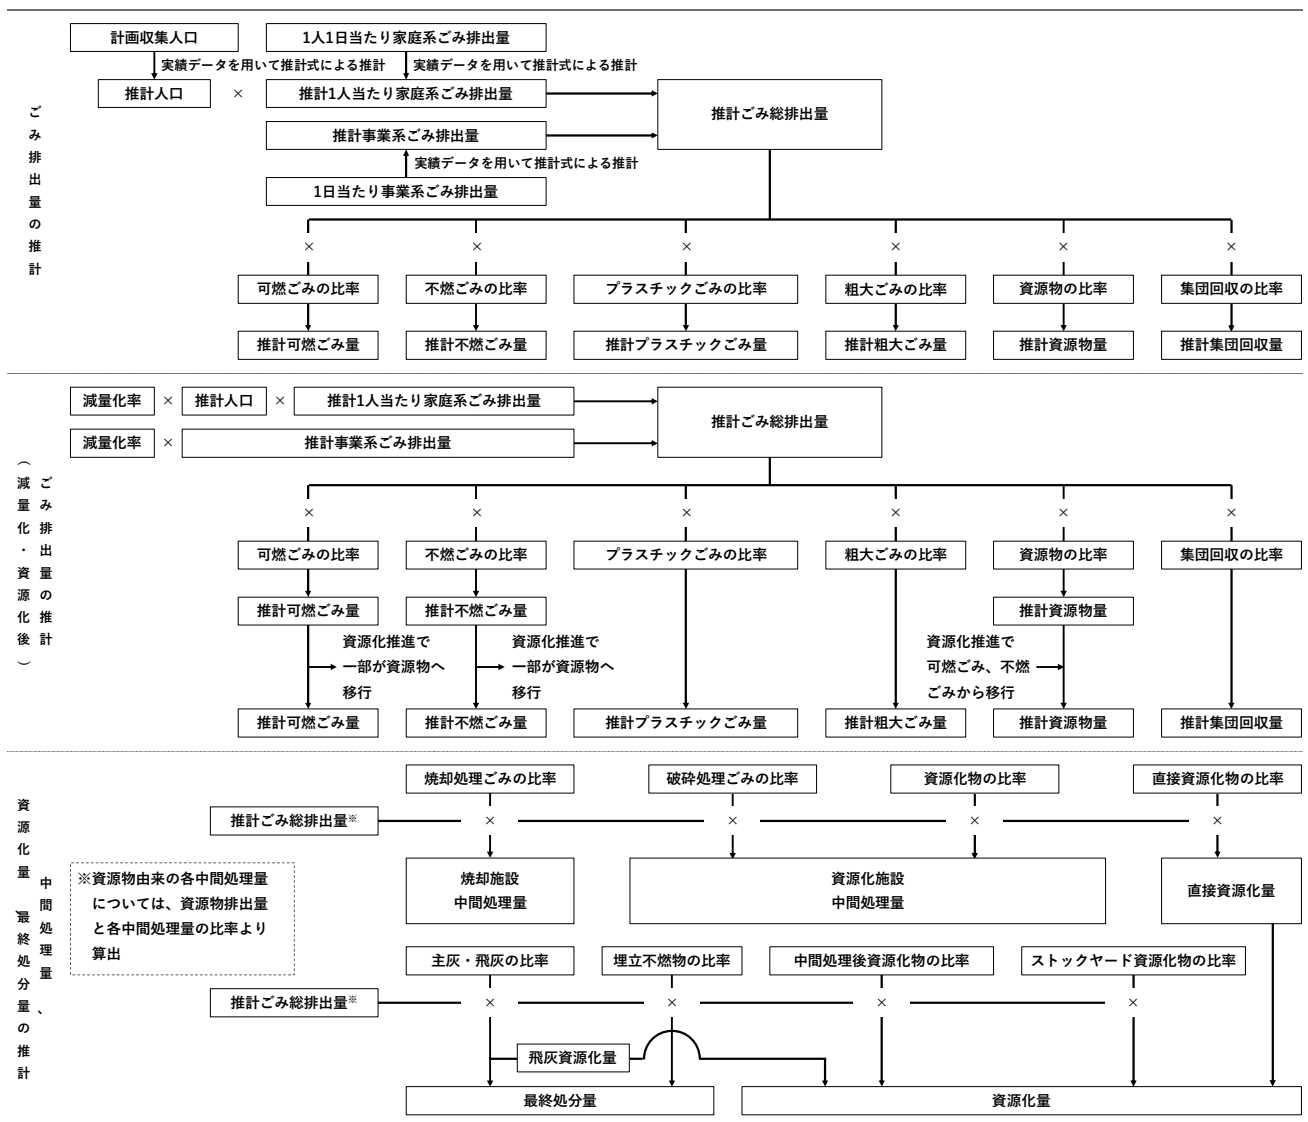 ごみ排出量の推計
計画収集人口
1人1日当たり家庭系ごみ排出量
実績データを用いて推計式による推計
実績データを用いて推計式による推計
推計人口
×
推計1人当たり家庭系ごみ排出量
推計ごみ総排出量
推計事業系ごみ排出量
実績データを用いて推計式による推計
1日当たり事業系ごみ排出量
× × × × × ×
可燃ごみの比率
不燃ごみの比率
プラスチックごみの比率
粗大ごみの比率
資源物の比率
集団回収の比率
推計可燃ごみ量
推計不燃ごみ量
推計プラスチックごみ量
推計粗大ごみ量
推計資源物量
推計集団回収量
ごみ排出量の推計
（減量化・資源化後）
減量化率 × 推計人口 × 推計1人当たり家庭系ごみ排出量
推計ごみ総排出量
減量化率 × 推計事業系ごみ排出量
× × × × × ×
可燃ごみの比率
不燃ごみの比率
プラスチックごみの比率
粗大ごみの比率
資源物の比率
集団回収の比率
推計可燃ごみ量
推計不燃ごみ量
推計資源物量
資源化推進で
一部が資源物へ
移行
資源化推進で
一部が資源物へ
移行
資源化推進で
可燃ごみ、不燃
ごみから移行
推計可燃ごみ量
推計不燃ごみ量
推計プラスチックごみ量
推計粗大ごみ量
推計資源物量
推計集団回収量
中間処理量、
資源化量、最終処分量の推計
焼却処理ごみの比率
破砕処理ごみの比率
資源化物の比率
直接資源化物の比率
推計ごみ総排出量※
× × × ×
焼却施設
中間処理量
資源化施設
中間処理量
直接資源化量
※資源物由来の各中間処理量
については、資源物排出量
と各中間処理量の比率より
算出
主灰・飛灰の比率
埋立不燃物の比率
中間処理後資源化物の比率
ストックヤード資源化物の比率
推計ごみ総排出量※
× × × ×
飛灰資源化量
最終処分量
資源化量